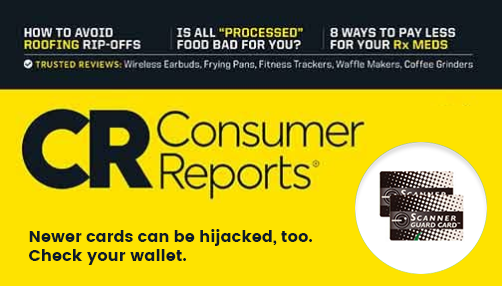 HOW TO AVOID
ROOFING RIP-OFFS
IS ALL "PROCESSED"
FOOD BAD FOR YOU?
8 WAYS TO PAY LESS
FOR YOUR Rx MEDS
TRUSTED REVIEWS: Wireless Earbuds, Frying Pans, Fitness Trackers, Waffle Makers, Coffee Grinders
CR Consumer
Reports®
SCANNER
GUARD CARD
Newer cards can be hijacked, too.
Check your wallet.